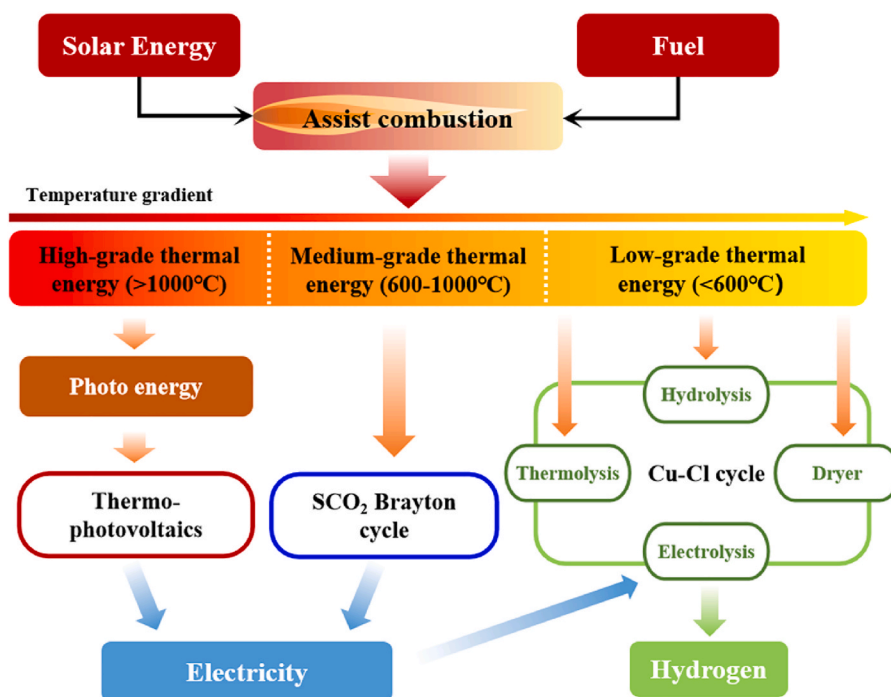 Solar Energy
Fuel
Assist combustion
Temperature gradient
High-grade thermal
energy (>1000℃)
Medium-grade thermal
energy (600-1000℃)
Low-grade thermal
energy (<600℃)
Photo energy
Hydrolysis
Thermolysis
Cu-Cl cycle
Dryer
Thermo-
photovoltaics
SCO₂ Brayton
cycle
Electrolysis
Electricity
Hydrogen